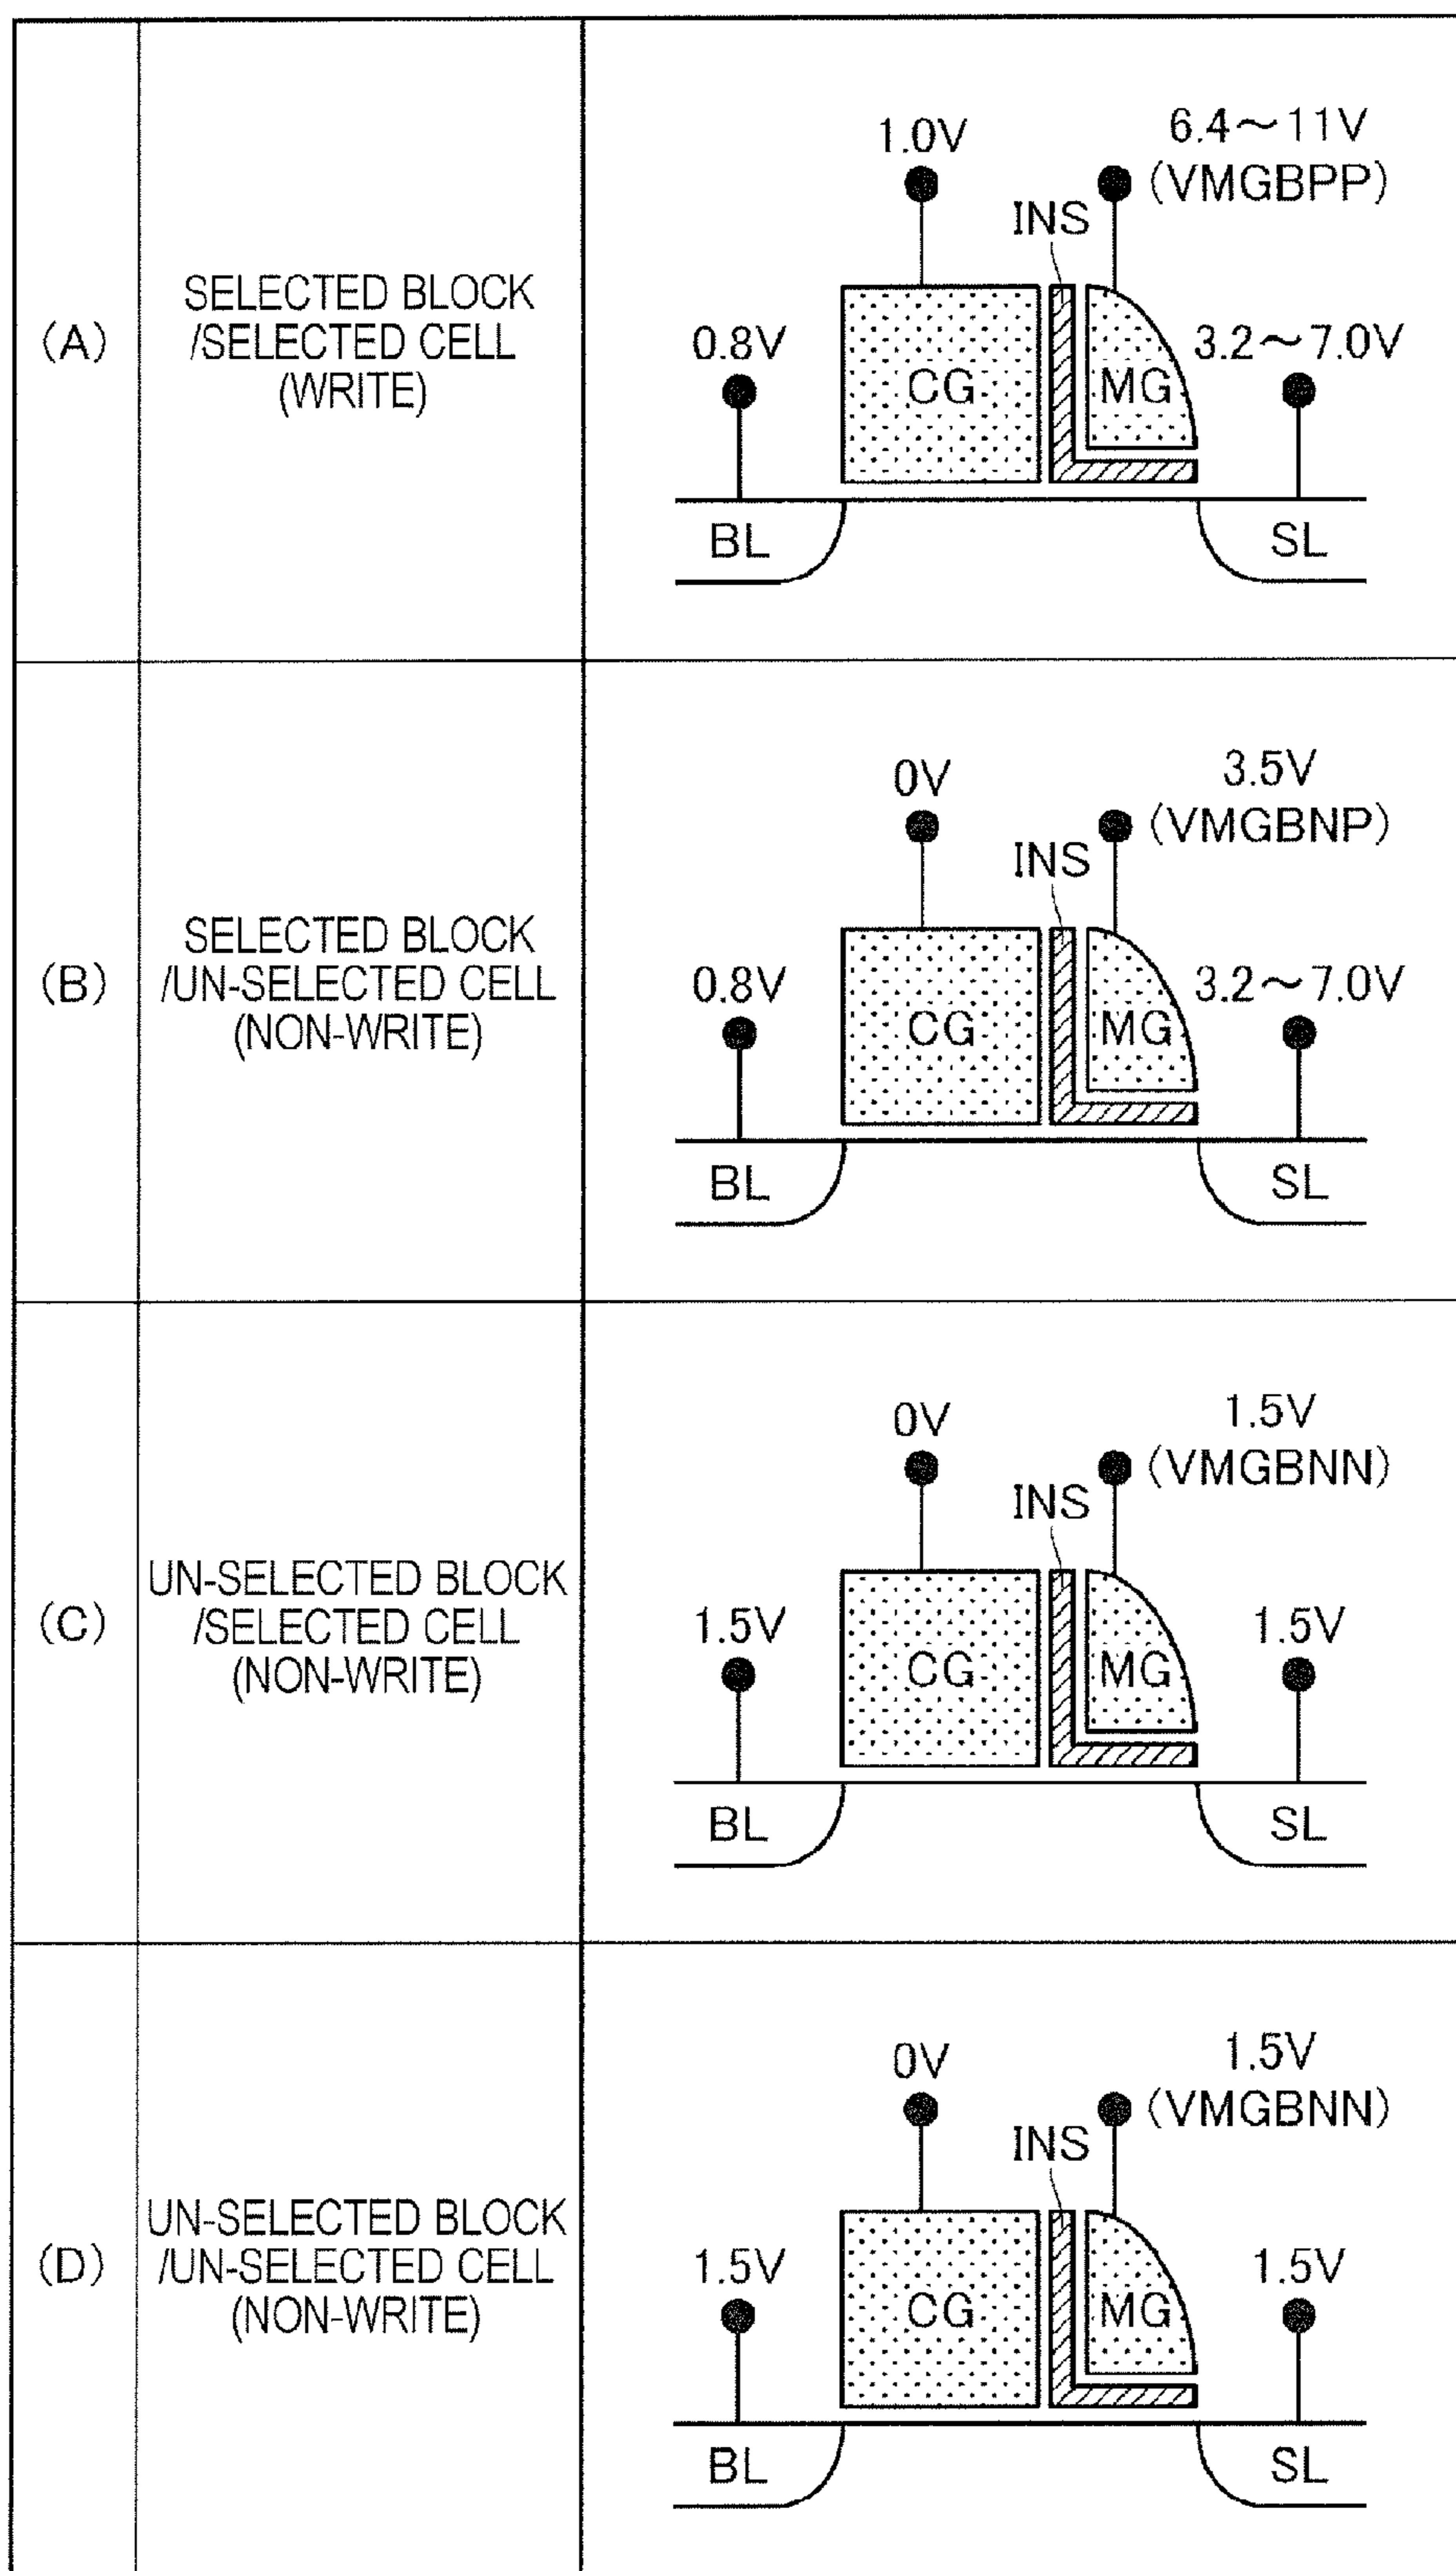 (A)
SELECTED BLOCK
/SELECTED CELL
(WRITE)
1.0V
6.4～11V
(VMGBPP)
INS
0.8V
3.2～7.0V
CG
MG
BL
SL
(B)
SELECTED BLOCK
/UN-SELECTED CELL
(NON-WRITE)
0V
3.5V
(VMGBNP)
INS
0.8V
3.2～7.0V
CG
MG
BL
SL
(C)
UN-SELECTED BLOCK
/SELECTED CELL
(NON-WRITE)
0V
1.5V
(VMGBNN)
INS
1.5V
1.5V
CG
MG
BL
SL
(D)
UN-SELECTED BLOCK
/UN-SELECTED CELL
(NON-WRITE)
0V
1.5V
(VMGBNN)
INS
1.5V
1.5V
CG
MG
BL
SL